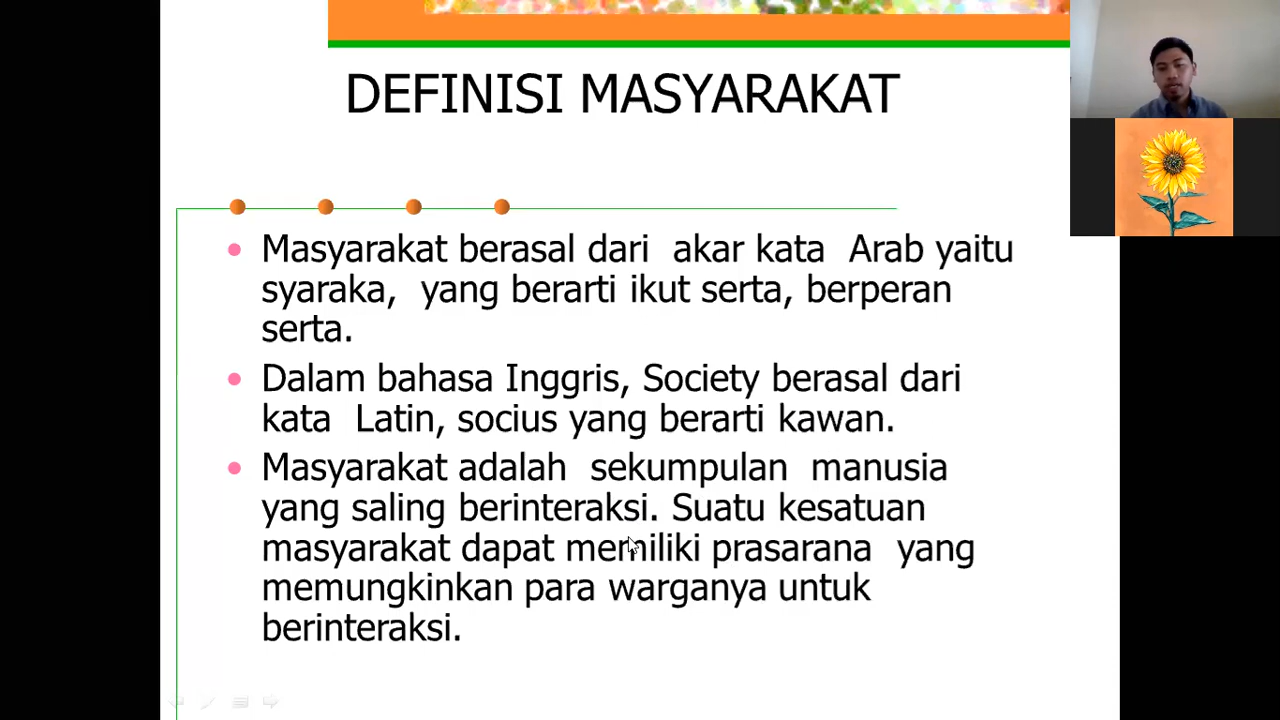 DEFINISI MASYARAKAT
Masyarakat berasal dari akar kata Arab yaitu
syaraka, yang berarti ikut serta, berperan
serta.
Dalam bahasa Inggris, Society berasal dari
kata Latin, socius yang berarti kawan.
Masyarakat adalah sekumpulan manusia
yang saling berinteraksi. Suatu kesatuan
masyarakat dapat memiliki prasarana yang
memungkinkan para warganya untuk
berinteraksi.